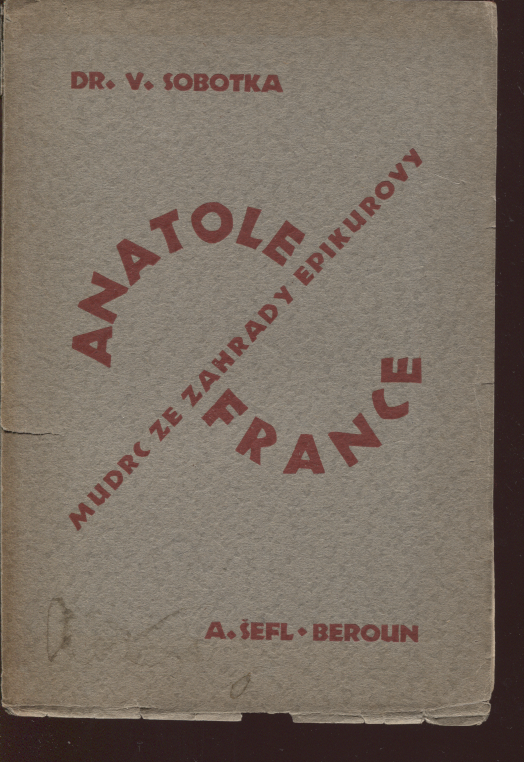 DR. V. SOBOTKA
ANATOLE
MUDRC ZE ZAHRADY EPIKUROVY
FRANCE
A. ŠEFL · BEROUN